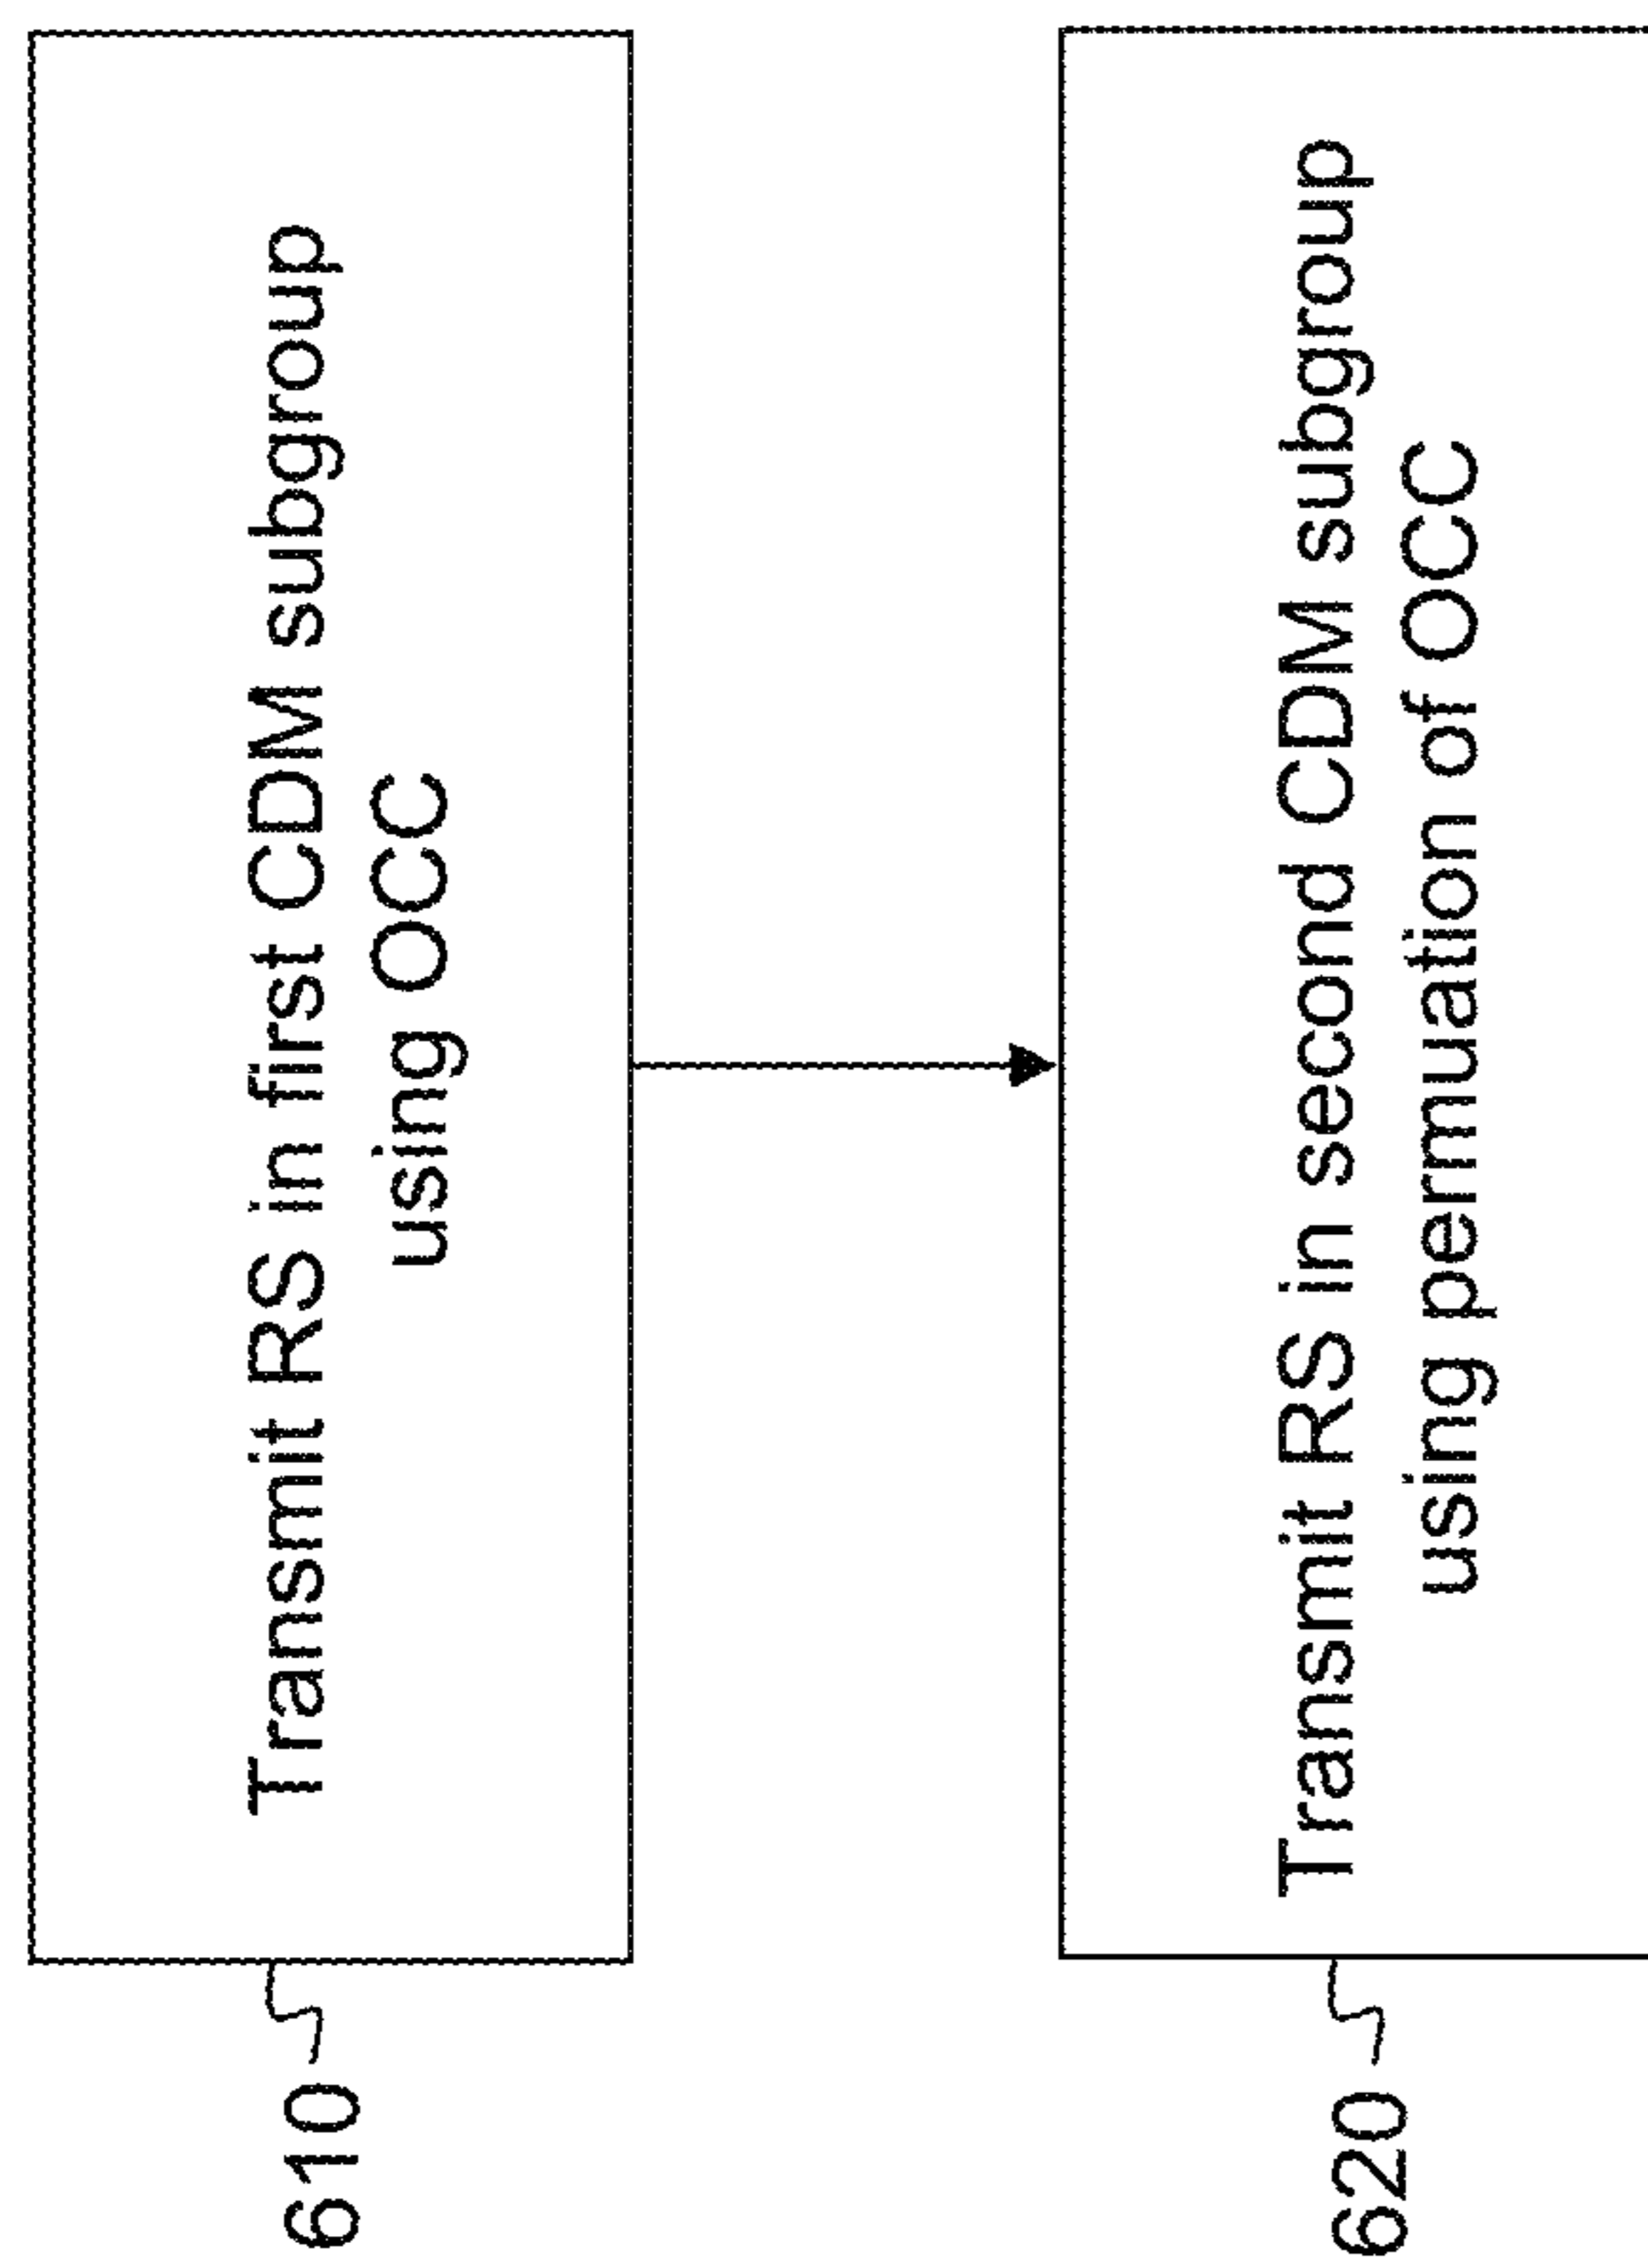 610
Transmit RS in first CDM subgroup
using OCC
620
Transmit RS in second CDM subgroup
using permuation of OCC